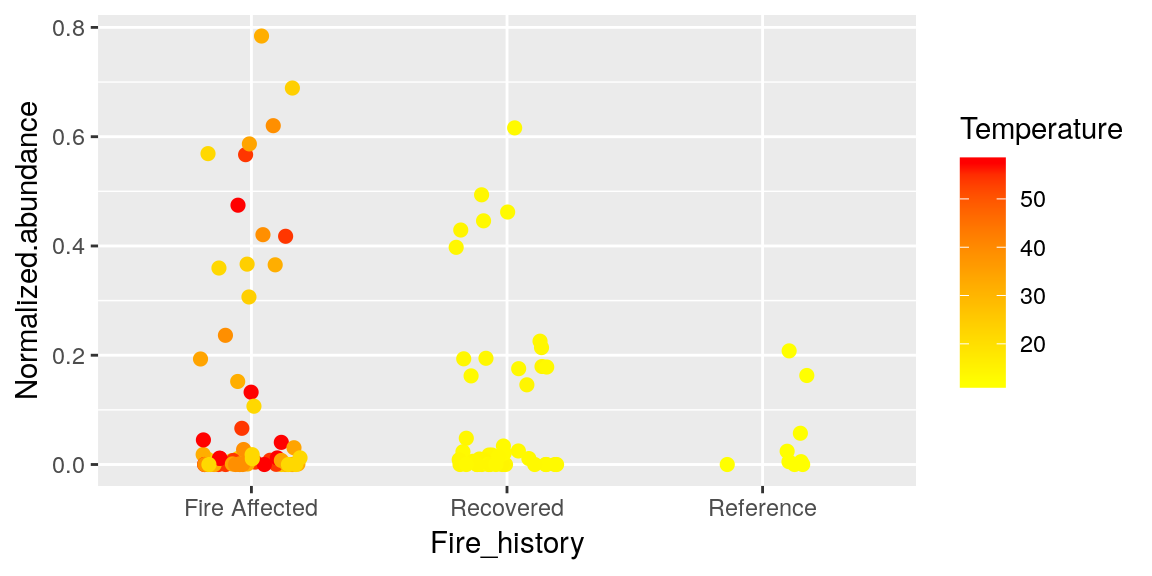 0.8
0.6
0.4
0.2
0.0
Normalized.abundance
Fire Affected
Recovered
Reference
Fire_history
Temperature
50
40
30
20